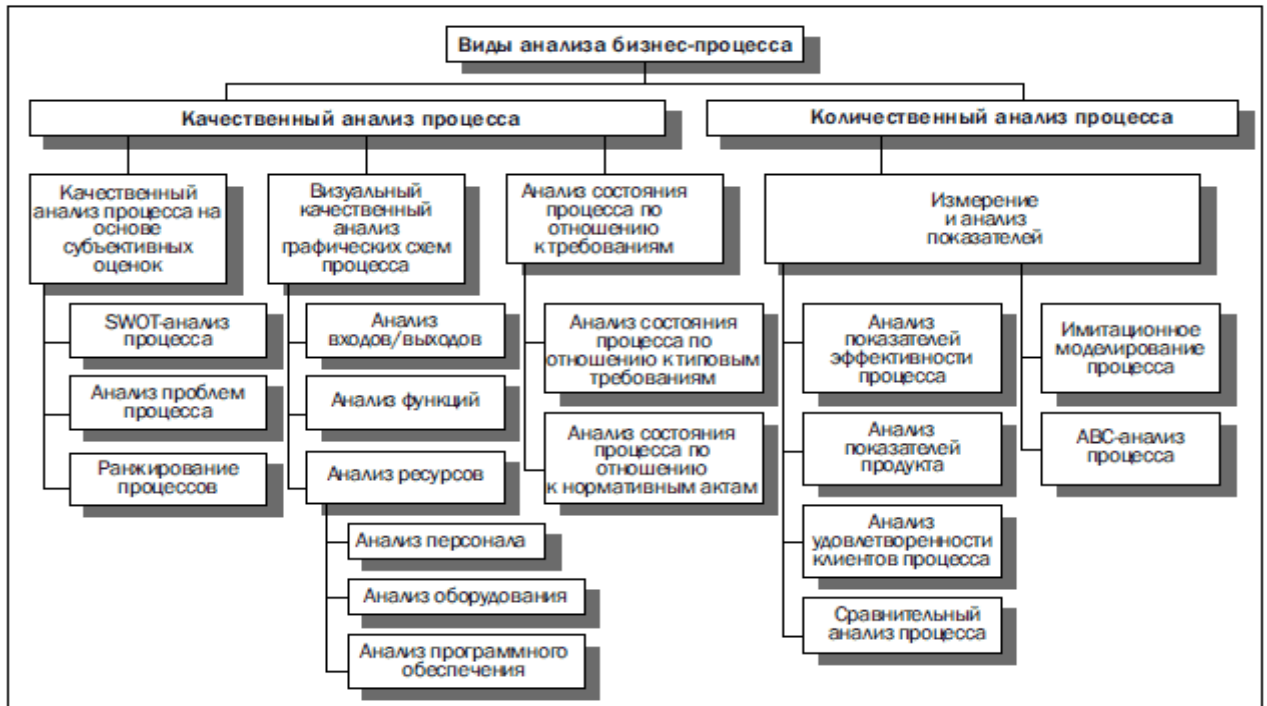 Виды анализа бизнес-процесса
Качественный анализ процесса
Количественный анализ процесса
Качественный
анализ процесса на
основе
субъективных
оценок
SWOT-анализ
процесса
Анализ проблем
процесса
Ранжирование
процессов
Визуальный
качественный
анализ
графических схем
процесса
Анализ
входов/выходов
Анализ функций
Анализ ресурсов
Анализ персонала
Анализ оборудования
Анализ программного
обеспечения
Анализ состояния
процесса по
отношению
к требованиям
Анализ состояния
процесса по
отношению к типовым
требованиям
Анализ состояния
процесса по
отношению
к нормативным актам
Измерение
и анализ
показателей
Анализ
показателей
эффективности
процесса
Анализ
показателей
продукта
Анализ
удовлетворенности
клиентов процесса
Сравнительный
анализ процесса
Имитационное
моделирование
процесса
АВС-анализ
процесса